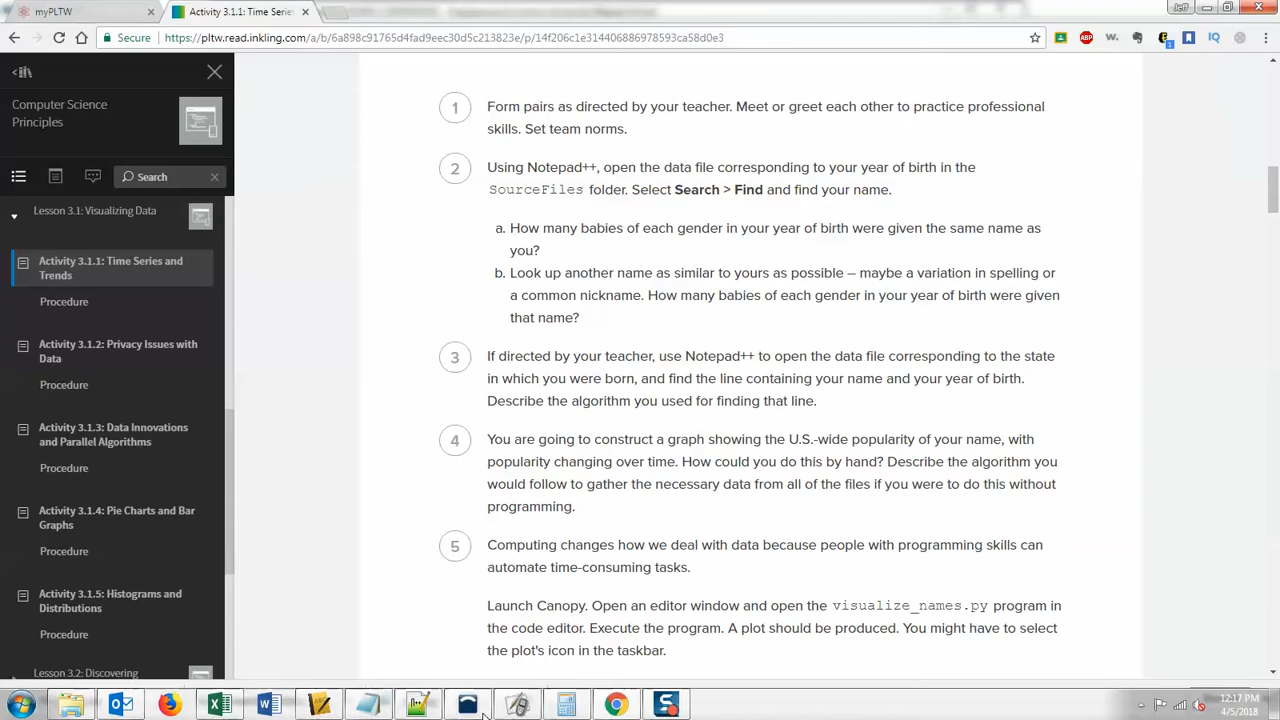 myPLTW
Activity 3.1.1: Time Series
Secure
https://pltw.read.inkling.com/a/b/6a898c91765d4fad9eec30d5c213823e/p/14f206c1e314406886978593ca58d0e3
ABP
IQ
Computer Science
Principles
Search
Lesson 3.1: Visualizing Data
Activity 3.1.1: Time Series and
Trends
Procedure
Activity 3.1.2: Privacy Issues with
Data
Procedure
Activity 3.1.3: Data Innovations
and Parallel Algorithms
Procedure
Activity 3.1.4: Pie Charts and Bar
Graphs
Procedure
Activity 3.1.5: Histograms and
Distributions
Procedure
Lesson 3.2: Discovering
1 Form pairs as directed by your teacher. Meet or greet each other to practice professional
skills. Set team norms.
2 Using Notepad++, open the data file corresponding to your year of birth in the
SourceFiles folder. Select Search > Find and find your name.
a. How many babies of each gender in your year of birth were given the same name as
you?
b. Look up another name as similar to yours as possible – maybe a variation in spelling or
a common nickname. How many babies of each gender in your year of birth were given
that name?
3 If directed by your teacher, use Notepad++ to open the data file corresponding to the state
in which you were born, and find the line containing your name and your year of birth.
Describe the algorithm you used for finding that line.
4 You are going to construct a graph showing the U.S.-wide popularity of your name, with
popularity changing over time. How could you do this by hand? Describe the algorithm you
would follow to gather the necessary data from all of the files if you were to do this without
programming.
5 Computing changes how we deal with data because people with programming skills can
automate time-consuming tasks.
Launch Canopy. Open an editor window and open the visualize_names.py program in
the code editor. Execute the program. A plot should be produced. You might have to select
the plot's icon in the taskbar.
12:17 PM
4/5/2018